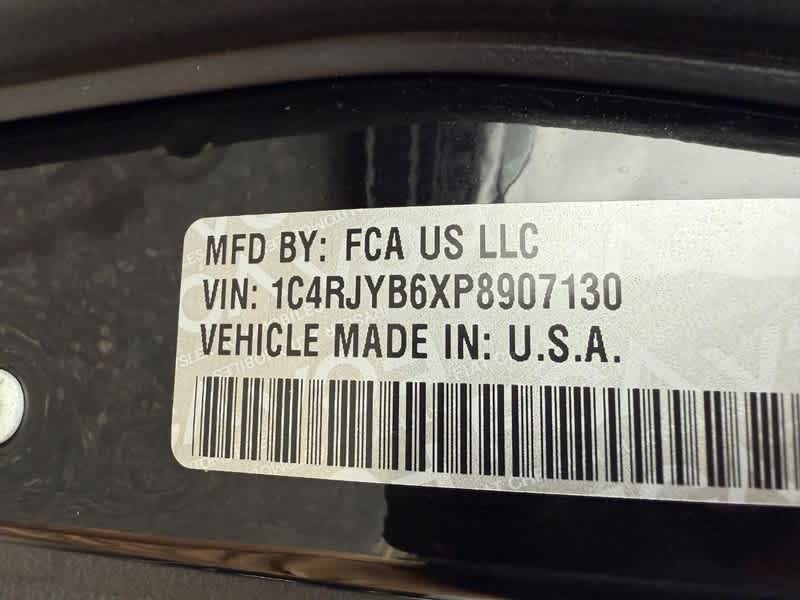 MFD BY: FCA US LLC
VIN: 1C4RJYB6XP8907130
VEHICLE MADE IN: U.S.A.